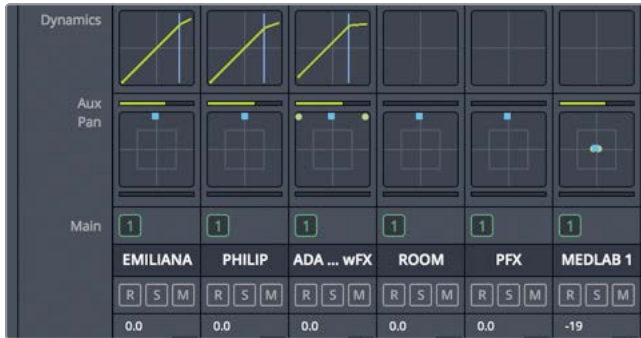 Dynamics
Aux
Pan
Main 1 1 1 1 1 1
EMILIANA PHILIP ADA ... wFX ROOM PFX MEDLAB 1
R S M R S M R S M R S M R S M R S M
0.0 0.0 0.0 0.0 0.0 -19